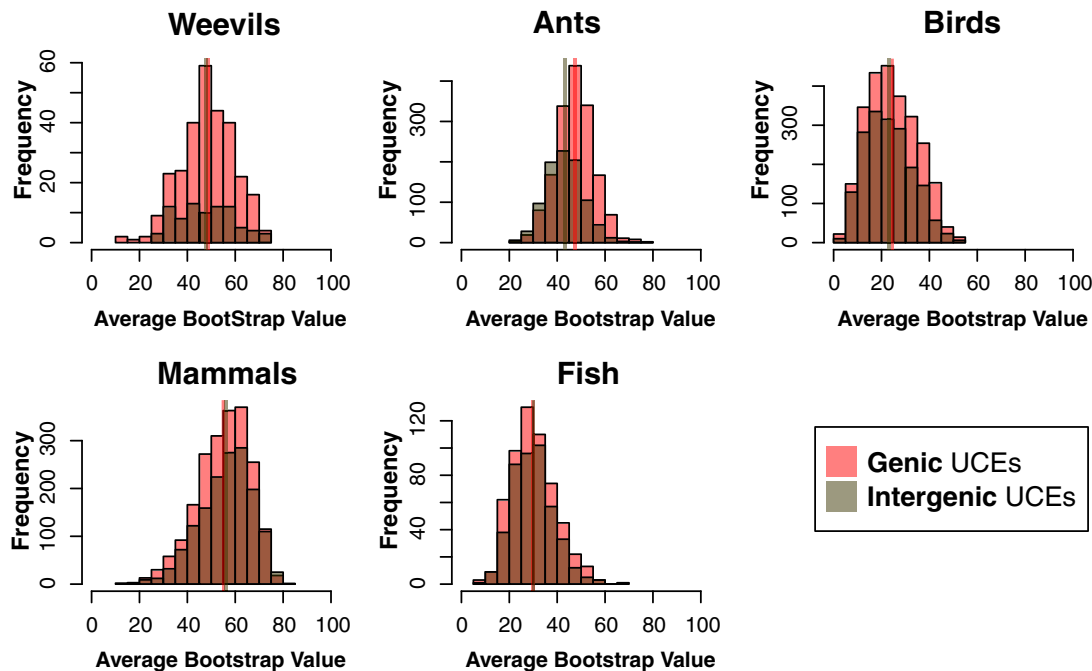 Weevils
Frequency
0 20 40 60
0 20 40 60 80 100
Average BootStrap Value
Ants
Frequency
0 100 300
0 20 40 60 80 100
Average Bootstrap Value
Birds
Frequency
0 100 300
0 20 40 60 80 100
Average Bootstrap Value
Mammals
Frequency
0 100 200 300
0 20 40 60 80 100
Average Bootstrap Value
Fish
Frequency
0 40 80 120
0 20 40 60 80 100
Average Bootstrap Value
Genic UCEs
Intergenic UCEs